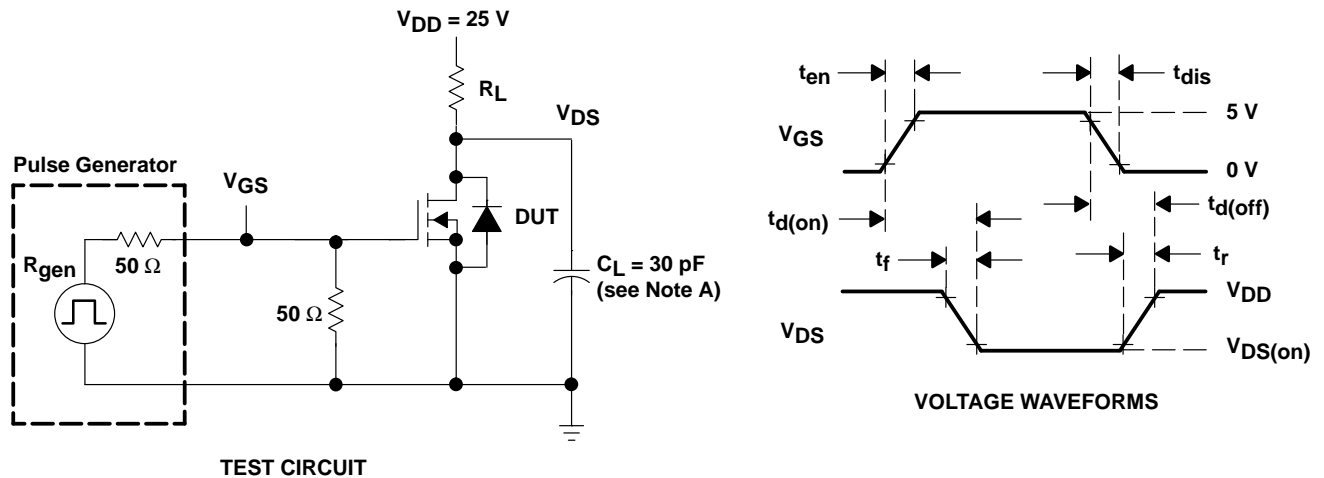 VDD = 25 V
RL
VDS
Pulse Generator
VGS
DUT
Rgen
50 Ω
50 Ω
CL = 30 pF
(see Note A)
TEST CIRCUIT
ten
tdis
5 V
VGS
0 V
td(on)
td(off)
tf
tr
VDD
VDS
VDS(on)
VOLTAGE WAVEFORMS